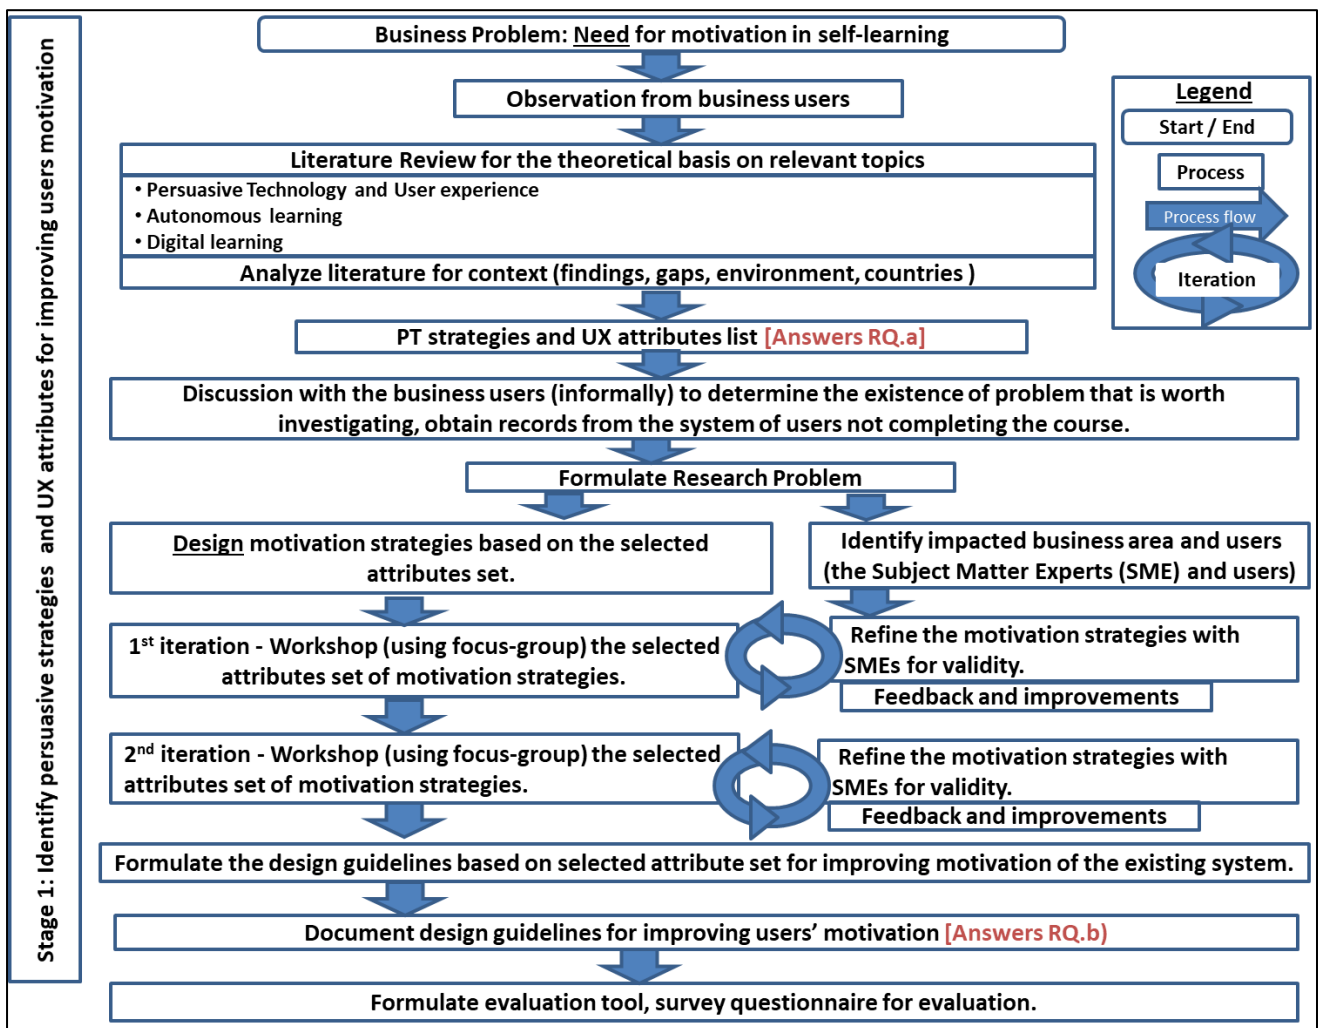 Stage 1: Identify persuasive strategies and UX attributes for improving users motivation
Business Problem: Need for motivation in self-learning
Observation from business users
Legend
Start / End
Process
Process flow
Iteration
Literature Review for the theoretical basis on relevant topics
• Persuasive Technology and User experience
• Autonomous learning
• Digital learning
Analyze literature for context (findings, gaps, environment, countries )
PT strategies and UX attributes list [Answers RQ.a]
Discussion with the business users (informally) to determine the existence of problem that is worth
investigating, obtain records from the system of users not completing the course.
Formulate Research Problem
Design motivation strategies based on the selected
attributes set.
Identify impacted business area and users
(the Subject Matter Experts (SME) and users)
1st iteration - Workshop (using focus-group) the selected
attributes set of motivation strategies.
Refine the motivation strategies with
SMEs for validity.
Feedback and improvements
2nd iteration - Workshop (using focus-group) the selected
attributes set of motivation strategies.
Refine the motivation strategies with
SMEs for validity.
Feedback and improvements
Formulate the design guidelines based on selected attribute set for improving motivation of the existing system.
Document design guidelines for improving users’ motivation [Answers RQ.b)
Formulate evaluation tool, survey questionnaire for evaluation.